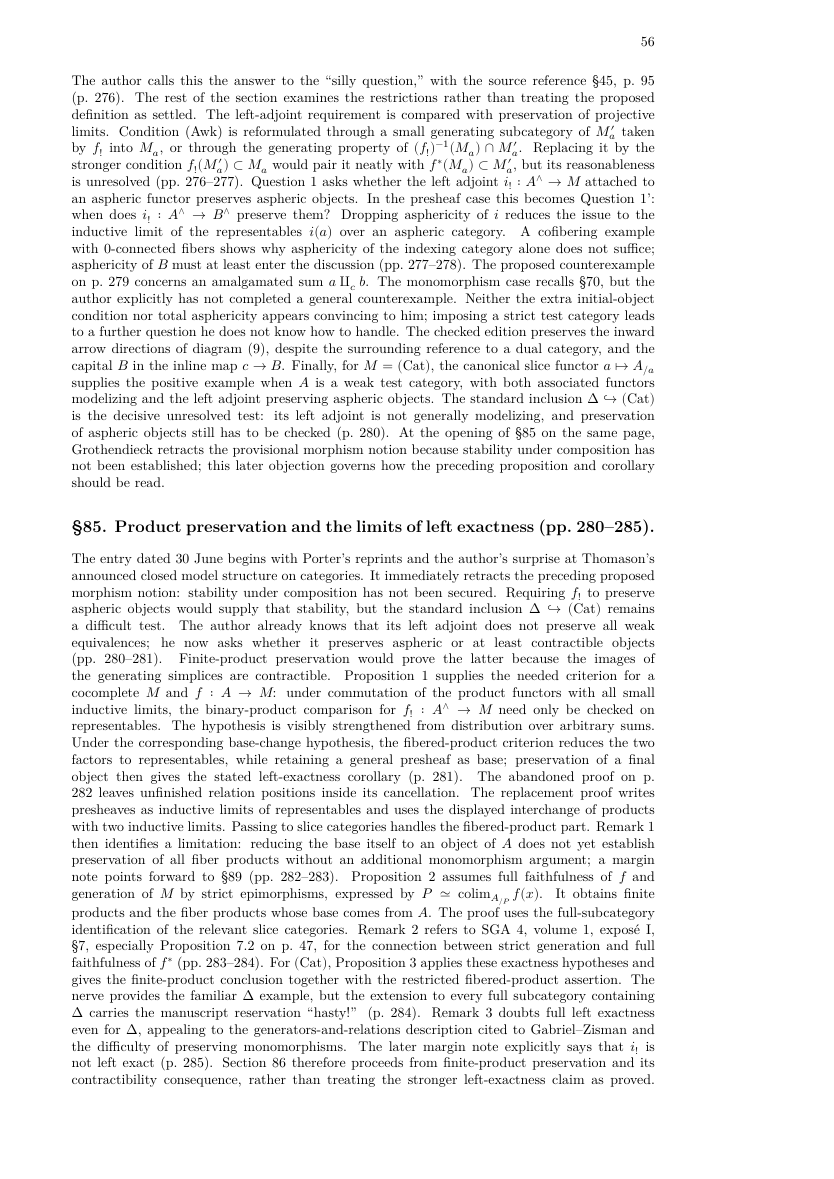 56
The author calls this the answer to the “silly question,” with the source reference §45, p. 95
(p. 276). The rest of the section examines the restrictions rather than treating the proposed
definition as settled. The left-adjoint requirement is compared with preservation of projective
limits. Condition (Awk) is reformulated through a small generating subcategory of M′ₐ taken
by f_! into Mₐ, or through the generating property of (f_!)⁻¹(Mₐ) ∩ M′ₐ. Replacing it by the
stronger condition f_!(M′ₐ) ⊂ Mₐ would pair it neatly with f*(Mₐ) ⊂ M′ₐ, but its reasonableness
is unresolved (pp. 276–277). Question 1 asks whether the left adjoint i_! : A^∧ → M attached to
an aspheric functor preserves aspheric objects. In the presheaf case this becomes Question 1’:
when does i_! : A^∧ → B^∧ preserve them? Dropping asphericity of i reduces the issue to the
inductive limit of the representables i(a) over an aspheric category. A cofibering example
with 0-connected fibers shows why asphericity of the indexing category alone does not suffice;
asphericity of B must at least enter the discussion (pp. 277–278). The proposed counterexample
on p. 279 concerns an amalgamated sum a ⨿_c b. The monomorphism case recalls §70, but the
author explicitly has not completed a general counterexample. Neither the extra initial-object
condition nor total asphericity appears convincing to him; imposing a strict test category leads
to a further question he does not know how to handle. The checked edition preserves the inward
arrow directions of diagram (9), despite the surrounding reference to a dual category, and the
capital B in the inline map c → B. Finally, for M = (Cat), the canonical slice functor a ↦ A_{/a}
supplies the positive example when A is a weak test category, with both associated functors
modelizing and the left adjoint preserving aspheric objects. The standard inclusion Δ ↪ (Cat)
is the decisive unresolved test: its left adjoint is not generally modelizing, and preservation
of aspheric objects still has to be checked (p. 280). At the opening of §85 on the same page,
Grothendieck retracts the provisional morphism notion because stability under composition has
not been established; this later objection governs how the preceding proposition and corollary
should be read.
§85. Product preservation and the limits of left exactness (pp. 280–285).
The entry dated 30 June begins with Porter’s reprints and the author’s surprise at Thomason’s
announced closed model structure on categories. It immediately retracts the preceding proposed
morphism notion: stability under composition has not been secured. Requiring f_! to preserve
aspheric objects would supply that stability, but the standard inclusion Δ ↪ (Cat) remains
a difficult test. The author already knows that its left adjoint does not preserve all weak
equivalences; he now asks whether it preserves aspheric or at least contractible objects
(pp. 280–281). Finite-product preservation would prove the latter because the images of
the generating simplices are contractible. Proposition 1 supplies the needed criterion for a
cocomplete M and f : A → M: under commutation of the product functors with all small
inductive limits, the binary-product comparison for f_! : A^∧ → M need only be checked on
representables. The hypothesis is visibly strengthened from distribution over arbitrary sums.
Under the corresponding base-change hypothesis, the fibered-product criterion reduces the two
factors to representables, while retaining a general presheaf as base; preservation of a final
object then gives the stated left-exactness corollary (p. 281). The abandoned proof on p.
282 leaves unfinished relation positions inside its cancellation. The replacement proof writes
presheaves as inductive limits of representables and uses the displayed interchange of products
with two inductive limits. Passing to slice categories handles the fibered-product part. Remark 1
then identifies a limitation: reducing the base itself to an object of A does not yet establish
preservation of all fiber products without an additional monomorphism argument; a margin
note points forward to §89 (pp. 282–283). Proposition 2 assumes full faithfulness of f and
generation of M by strict epimorphisms, expressed by P ≃ colim_{A_{/P}} f(x). It obtains finite
products and the fiber products whose base comes from A. The proof uses the full-subcategory
identification of the relevant slice categories. Remark 2 refers to SGA 4, volume 1, exposé I,
§7, especially Proposition 7.2 on p. 47, for the connection between strict generation and full
faithfulness of f* (pp. 283–284). For (Cat), Proposition 3 applies these exactness hypotheses and
gives the finite-product conclusion together with the restricted fibered-product assertion. The
nerve provides the familiar Δ example, but the extension to every full subcategory containing
Δ carries the manuscript reservation “hasty!” (p. 284). Remark 3 doubts full left exactness
even for Δ, appealing to the generators-and-relations description cited to Gabriel–Zisman and
the difficulty of preserving monomorphisms. The later margin note explicitly says that i_! is
not left exact (p. 285). Section 86 therefore proceeds from finite-product preservation and its
contractibility consequence, rather than treating the stronger left-exactness claim as proved.